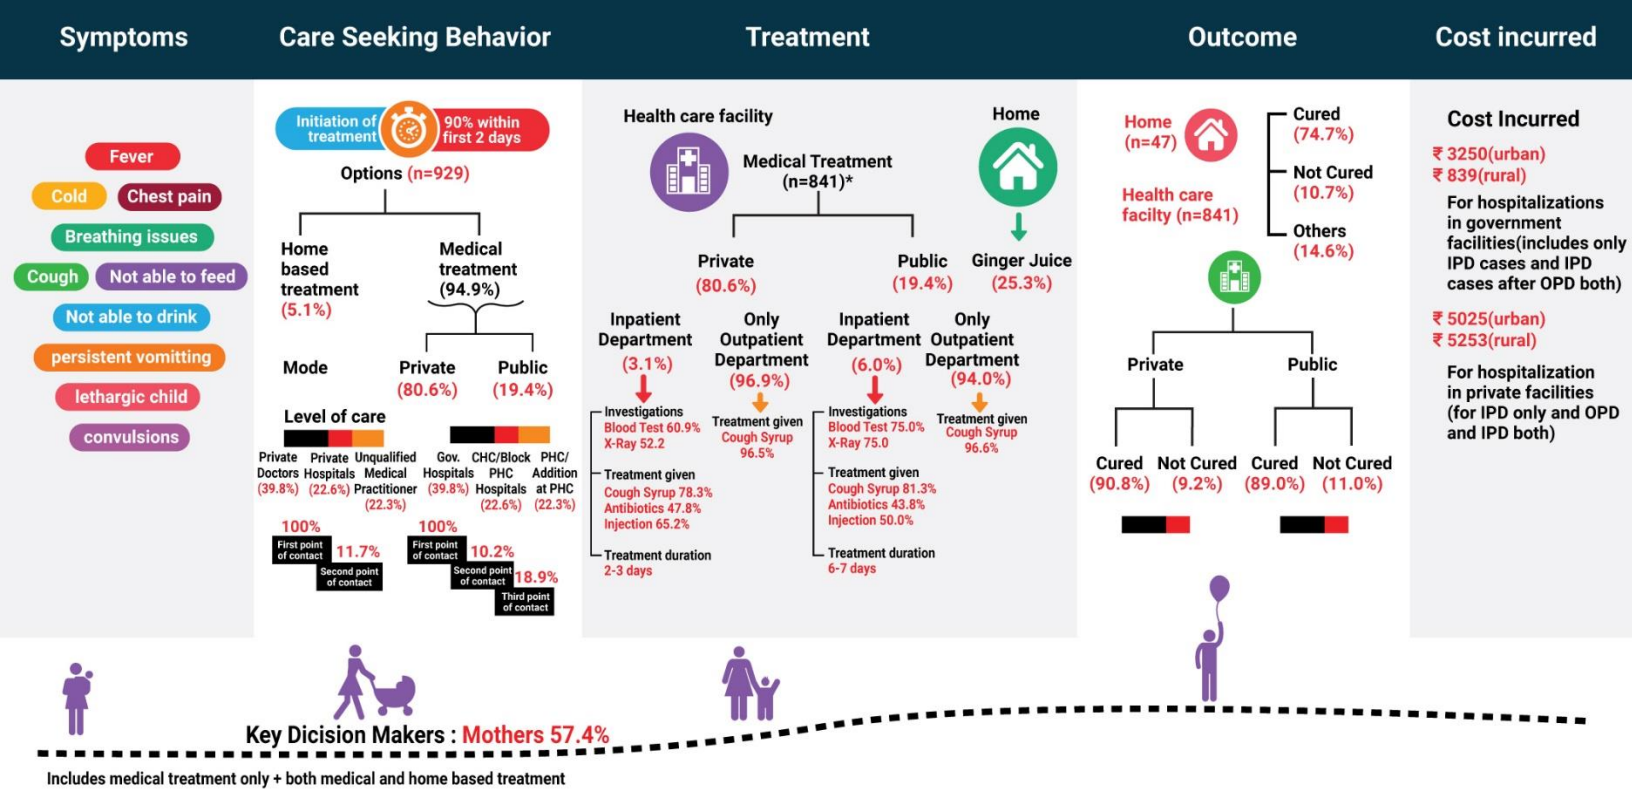 Symptoms
Care Seeking Behavior
Treatment
Outcome
Cost incurred
Fever
Cold
Chest pain
Breathing issues
Cough
Not able to feed
Not able to drink
persistent vomitting
lethargic child
convulsions
Initiation of
treatment
90% within
first 2 days
Options (n=929)
Home
based
treatment
(5.1%)
Medical
treatment
(94.9%)
Mode
Private
(80.6%)
Public
(19.4%)
Level of care
Private
Doctors
(39.8%)
Private
Hospitals
(22.6%)
Unqualified
Medical
Practitioner
(22.3%)
Gov.
Hospitals
(39.8%)
CHC/Block
PHC
Hospitals
(22.6%)
PHC/
Addition
at PHC
(22.3%)
100%
First point
of contact
11.7%
Second point
of contact
100%
First point
of contact
10.2%
Second point
of contact
18.9%
Third point
of contact
Health care facility
Medical Treatment
(n=841)*
Private
(80.6%)
Public
(19.4%)
Home
Ginger Juice
(25.3%)
Inpatient
Department
(3.1%)
Investigations
Blood Test 60.9%
X-Ray 52.2
Treatment given
Cough Syrup 78.3%
Antibiotics 47.8%
Injection 65.2%
Treatment duration
2-3 days
Only
Outpatient
Department
(96.9%)
Treatment given
Cough Syrup
96.5%
Inpatient
Department
(6.0%)
Investigations
Blood Test 75.0%
X-Ray 75.0
Treatment given
Cough Syrup 81.3%
Antibiotics 43.8%
Injection 50.0%
Treatment duration
6-7 days
Only
Outpatient
Department
(94.0%)
Treatment given
Cough Syrup
96.6%
Home
(n=47)
Health care
facilty (n=841)
Cured
(74.7%)
Not Cured
(10.7%)
Others
(14.6%)
Private
Public
Cured
(90.8%)
Not Cured
(9.2%)
Cured
(89.0%)
Not Cured
(11.0%)
Cost Incurred
₹ 3250(urban)
₹ 839(rural)
For hospitalizations
in government
facilities(includes only
IPD cases and IPD
cases after OPD both)
₹ 5025(urban)
₹ 5253(rural)
For hospitalization
in private facilities
(for IPD only and OPD
and IPD both)
Key Dicision Makers : Mothers 57.4%
Includes medical treatment only + both medical and home based treatment